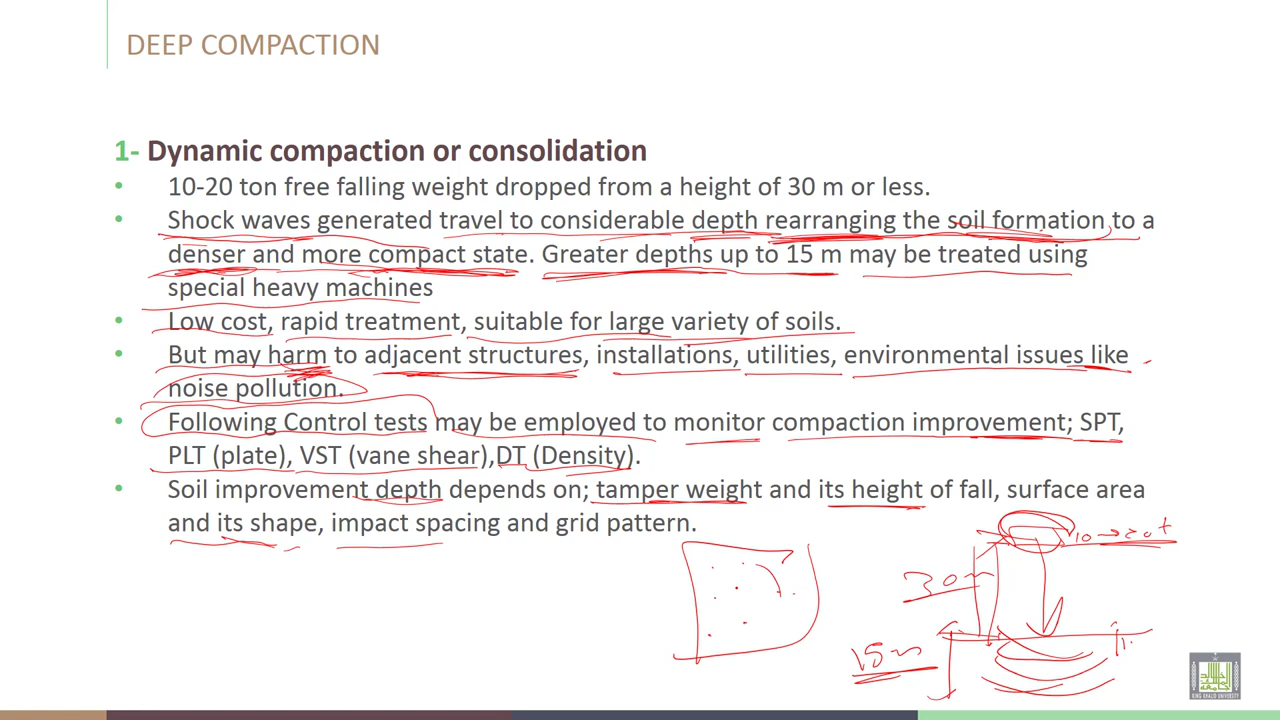 DEEP COMPACTION
1- Dynamic compaction or consolidation
• 10-20 ton free falling weight dropped from a height of 30 m or less.
• Shock waves generated travel to considerable depth rearranging the soil formation to a
denser and more compact state. Greater depths up to 15 m may be treated using
special heavy machines
• Low cost, rapid treatment, suitable for large variety of soils.
• But may harm to adjacent structures, installations, utilities, environmental issues like
noise pollution.
• Following Control tests may be employed to monitor compaction improvement; SPT,
PLT (plate), VST (vane shear),DT (Density).
• Soil improvement depth depends on; tamper weight and its height of fall, surface area
and its shape, impact spacing and grid pattern.
10→20t
30m
15m
KING KHALID UNIVERSITY